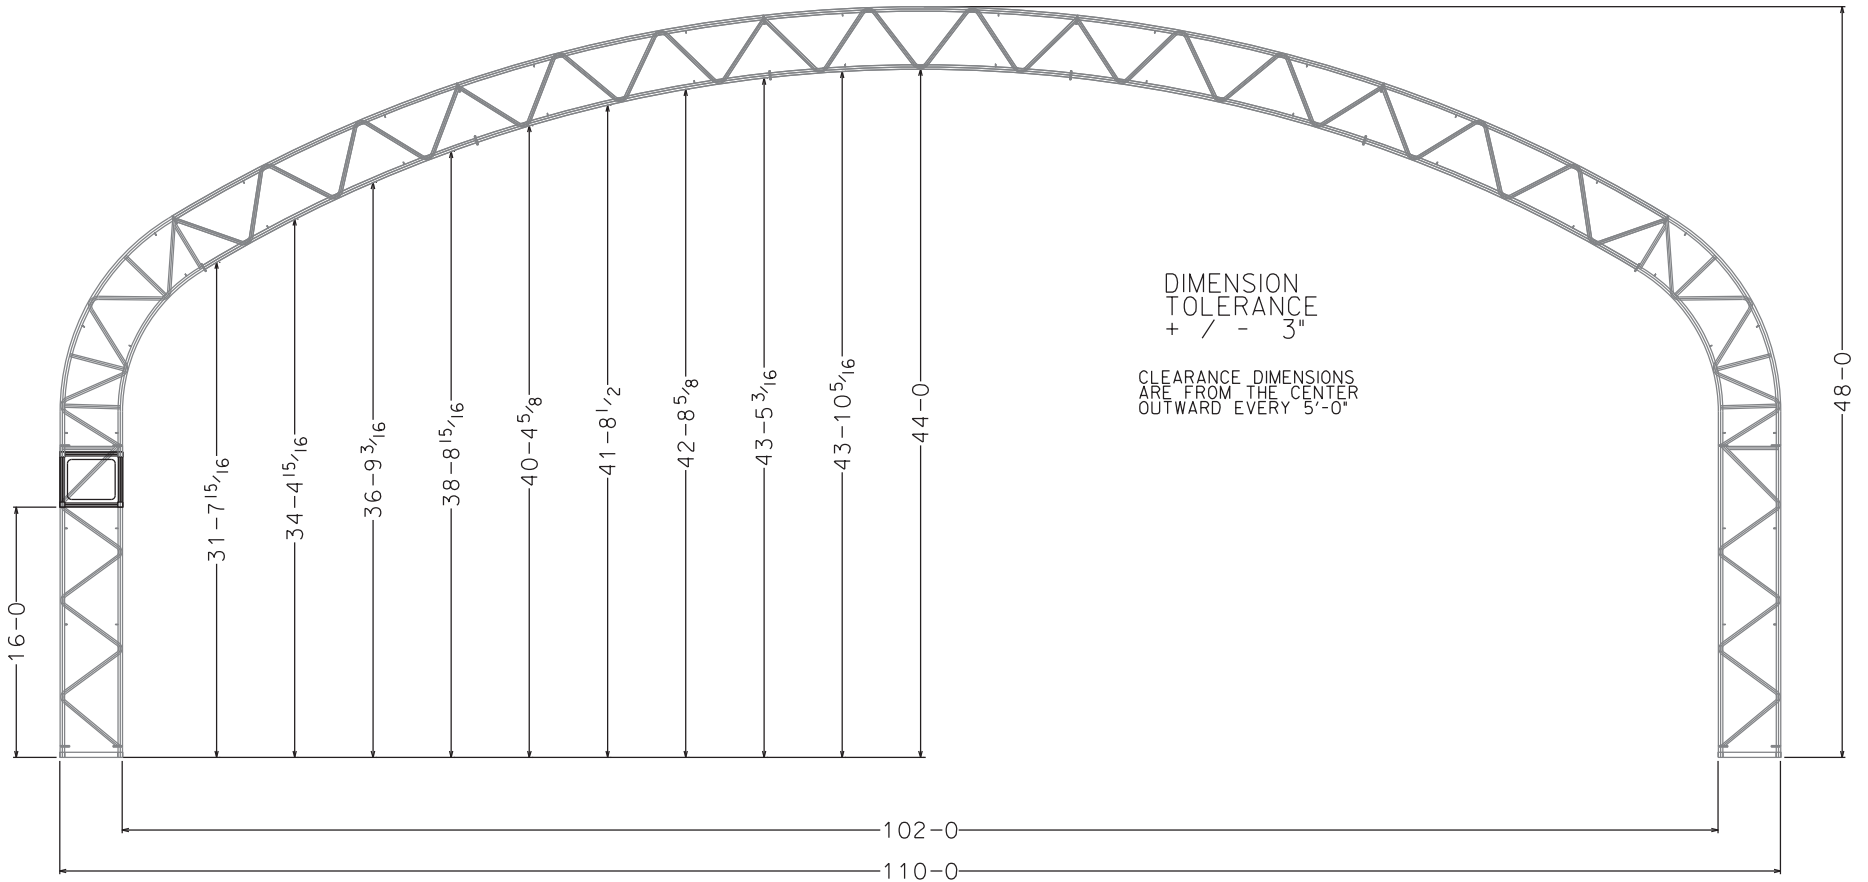 DIMENSION
TOLERANCE
+ / - 3"
CLEARANCE DIMENSIONS
ARE FROM THE CENTER
OUTWARD EVERY 5'-0"
16-0
31-7 15/16
34-4 15/16
36-9 3/16
38-8 15/16
40-4 5/8
41-8 1/2
42-8 5/8
43-5 3/16
43-10 5/16
44-0
48-0
102-0
110-0